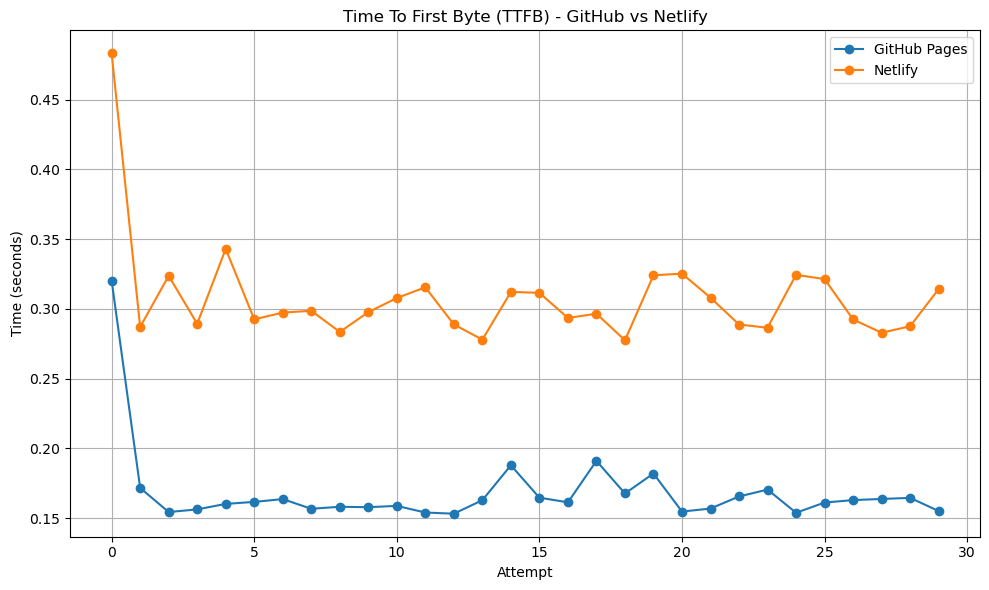 Time To First Byte (TTFB) - GitHub vs Netlify
GitHub Pages
Netlify
Time (seconds)
0.45
0.40
0.35
0.30
0.25
0.20
0.15
0
5
10
15
20
25
30
Attempt